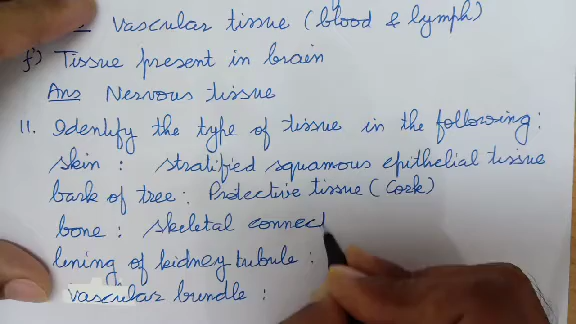 Vascular tissue (blood & lymph)
f) Tissue present in brain
Ans Nervous tissue
11. Identify the type of tissue in the following:
skin : stratified squamous epithelial tissue
bark of tree: Protective tissue (Cork)
bone : skeletal connec
lining of kidney tubule :
vascular bundle :